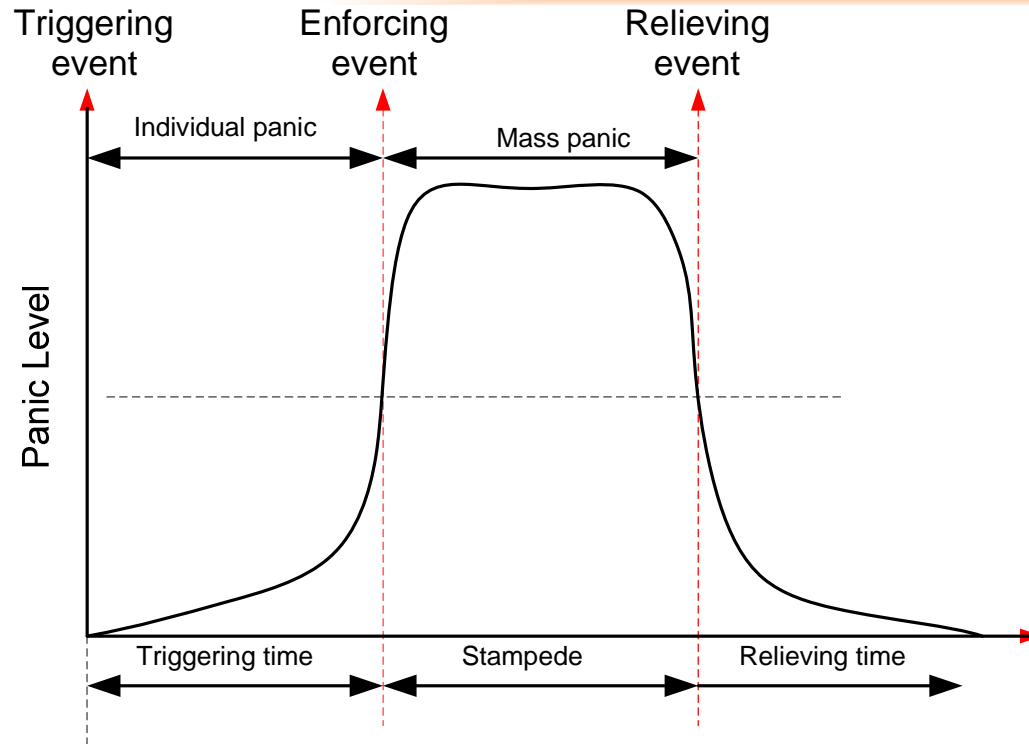 Triggering
event
Enforcing
event
Relieving
event
Individual panic
Mass panic
Panic Level
Triggering time
Stampede
Relieving time